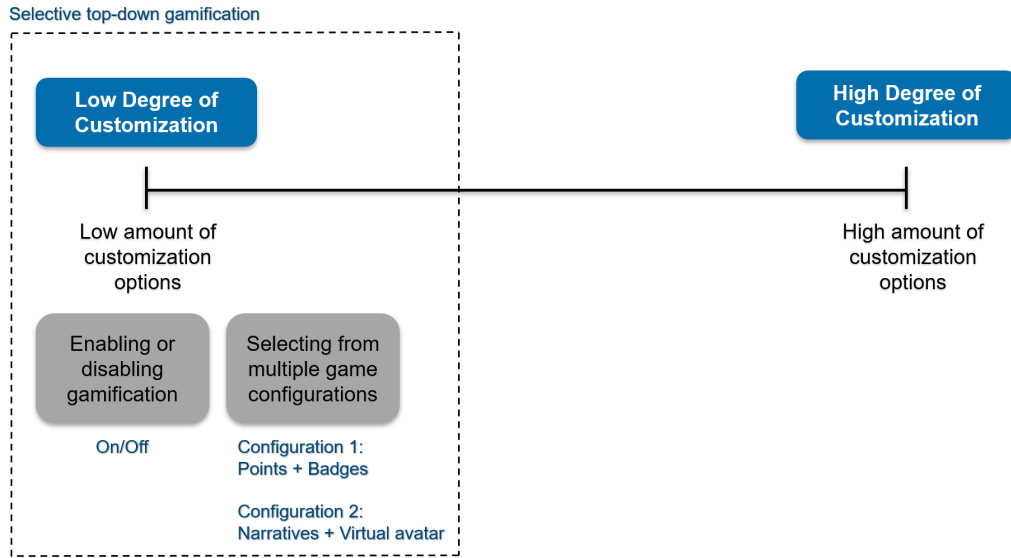 Selective top-down gamification
Low Degree of
Customization
High Degree of
Customization
Low amount of
customization
options
High amount of
customization
options
Enabling or
disabling
gamification
Selecting from
multiple game
configurations
On/Off
Configuration 1:
Points + Badges
Configuration 2:
Narratives + Virtual avatar